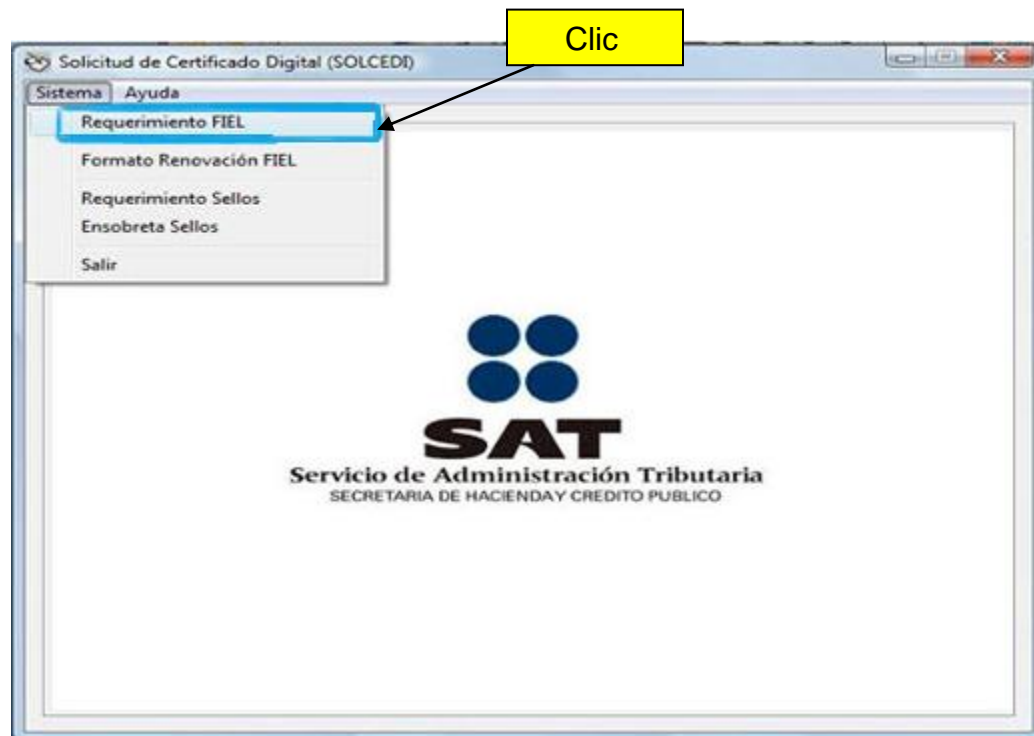 Clic
Solicitud de Certificado Digital (SOLCEDI)
Sistema Ayuda
Requerimiento FIEL
Formato Renovación FIEL
Requerimiento Sellos
Ensobreta Sellos
Salir
SAT
Servicio de Administración Tributaria
SECRETARIA DE HACIENDA Y CREDITO PUBLICO